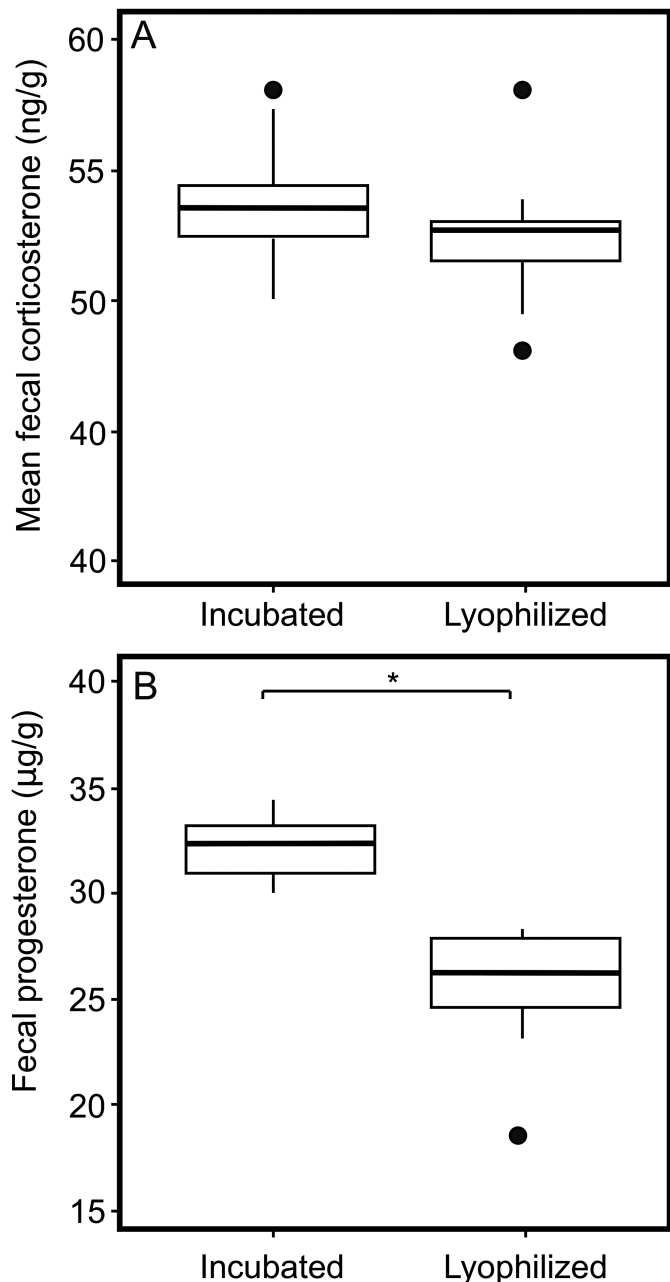 A
Mean fecal corticosterone (ng/g)
60
55
50
40
40
Incubated Lyophilized
B
*
Fecal progesterone (µg/g)
40
35
30
25
20
15
Incubated Lyophilized